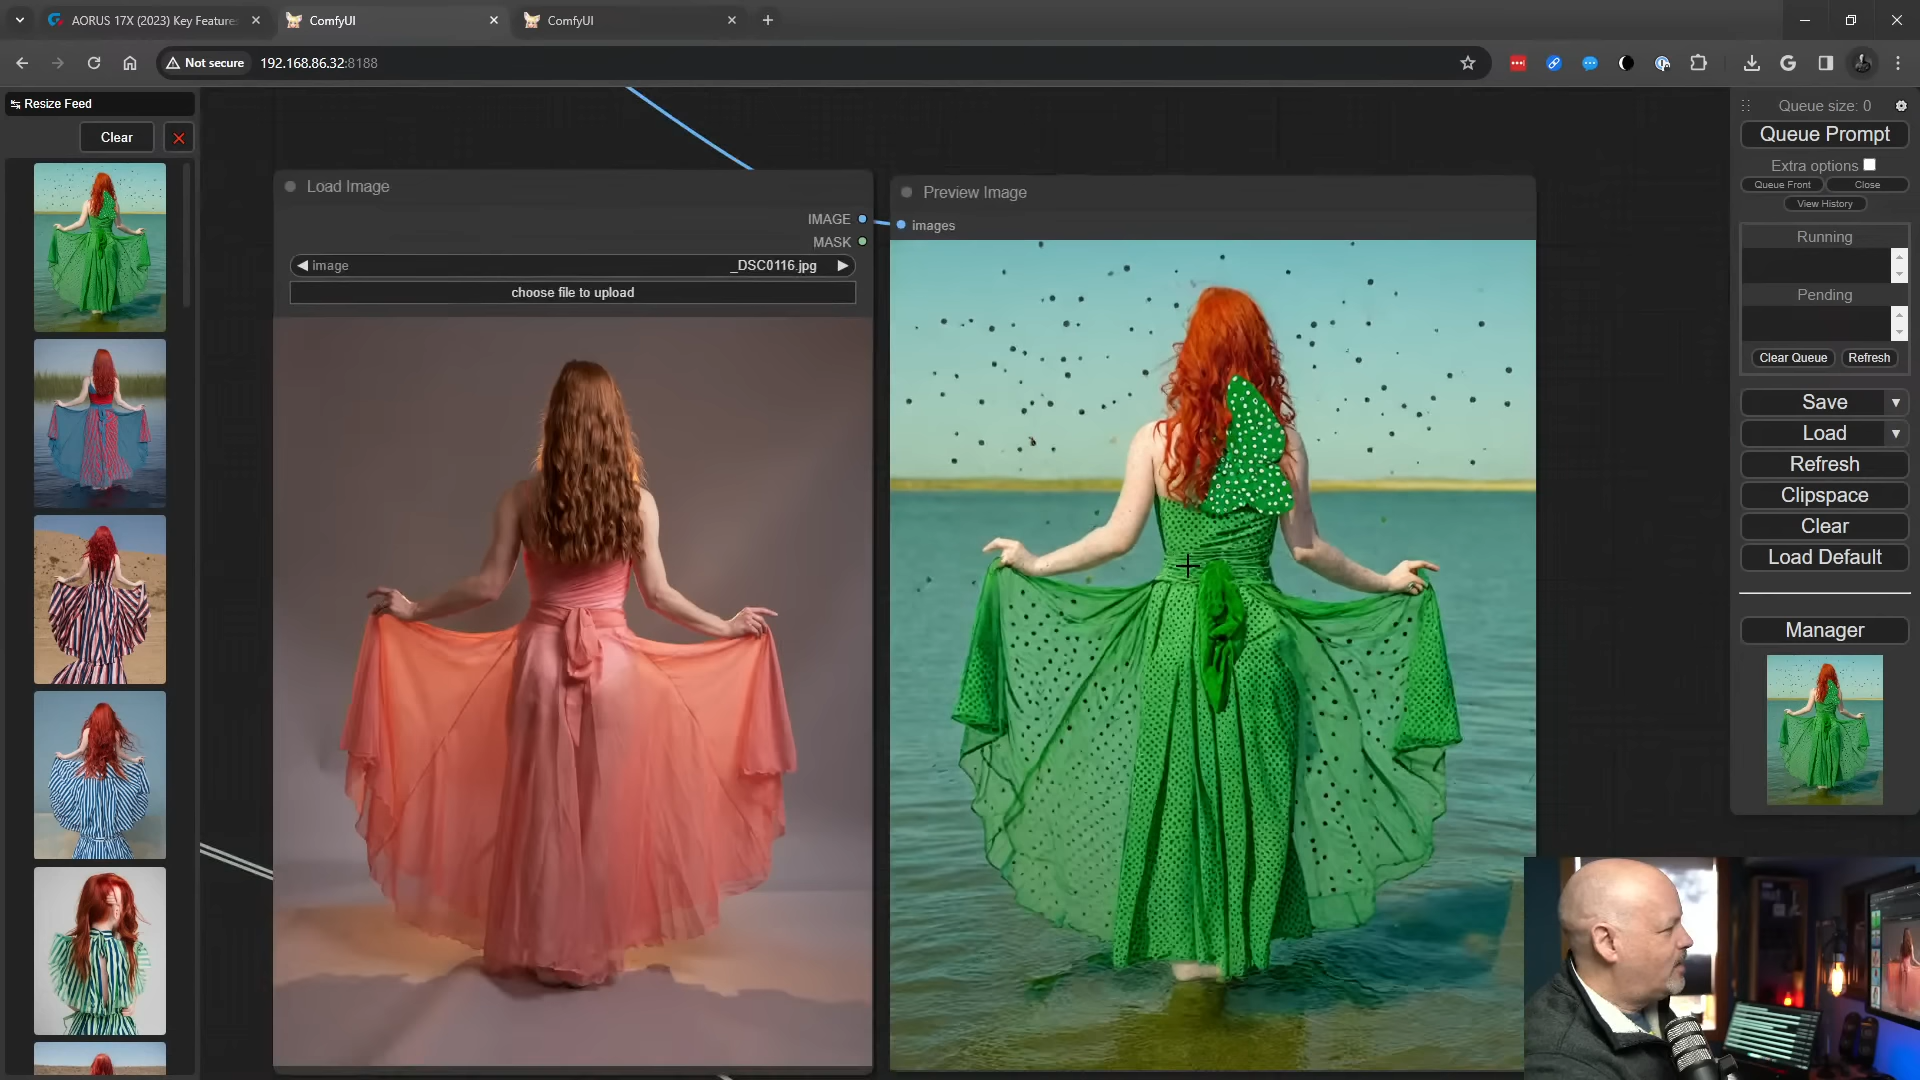 AORUS 17X (2023) Key Features
ComfyUI
ComfyUI
Not secure
192.168.86.32:8188
Resize Feed
Clear
Load Image
IMAGE
MASK
image
_DSC0116.jpg
choose file to upload
Preview Image
images
Queue size: 0
Queue Prompt
Extra options
Queue Front
Close
View History
Running
Pending
Clear Queue
Refresh
Save
Load
Refresh
Clipspace
Clear
Load Default
Manager